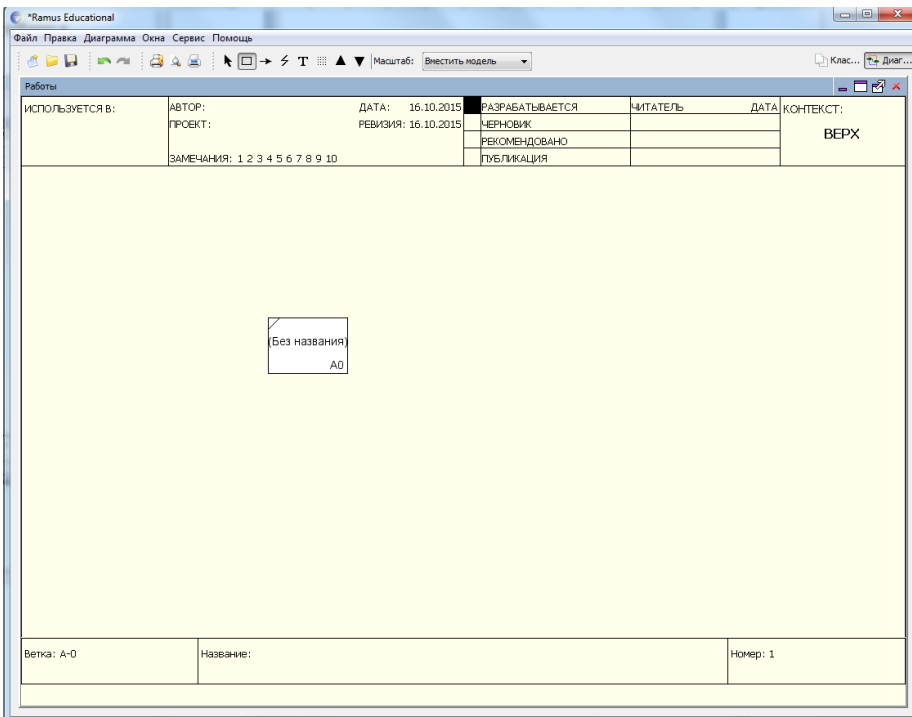 *Ramus Educational
Файл Правка Диаграмма Окна Сервис Помощь
T Масштаб: Вместить модель Клас... Диаг...
Работы
ИСПОЛЬЗУЕТСЯ В: АВТОР: ДАТА: 16.10.2015 РАЗРАБАТЫВАЕТСЯ ЧИТАТЕЛЬ ДАТА КОНТЕКСТ:
ПРОЕКТ: РЕВИЗИЯ: 16.10.2015 ЧЕРНОВИК ВЕРХ
РЕКОМЕНДОВАНО
ЗАМЕЧАНИЯ: 1 2 3 4 5 6 7 8 9 10 ПУБЛИКАЦИЯ
(Без названия)
A0
Ветка: A-0 Название: Номер: 1